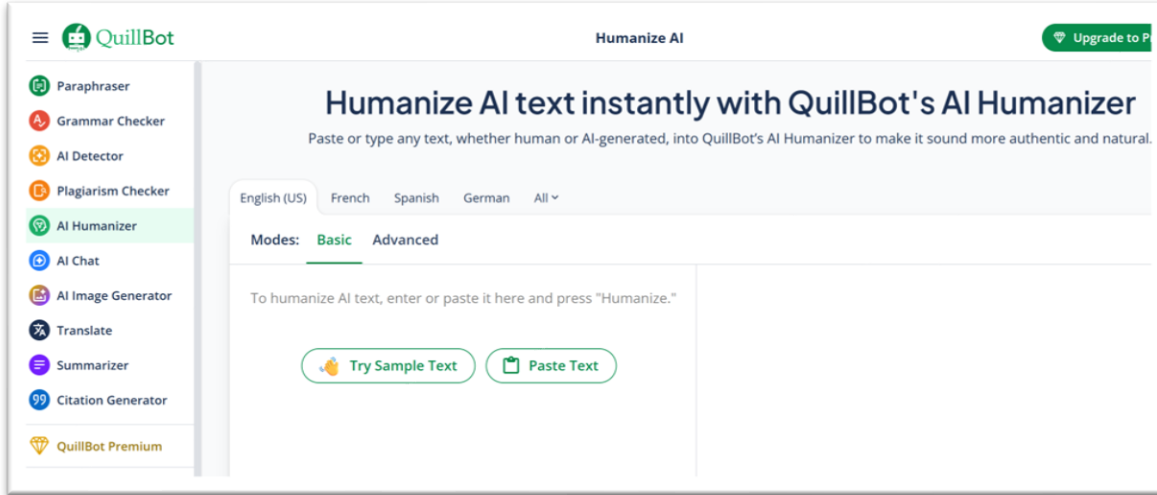 QuillBot
Humanize AI
Upgrade to
Paraphraser
Grammar Checker
AI Detector
Plagiarism Checker
AI Humanizer
AI Chat
AI Image Generator
Translate
Summarizer
Citation Generator
QuillBot Premium
Humanize AI text instantly with QuillBot's AI Humanizer
Paste or type any text, whether human or AI-generated, into QuillBot's AI Humanizer to make it sound more authentic and natural.
English (US) French Spanish German All
Modes: Basic Advanced
To humanize AI text, enter or paste it here and press "Humanize."
Try Sample Text Paste Text